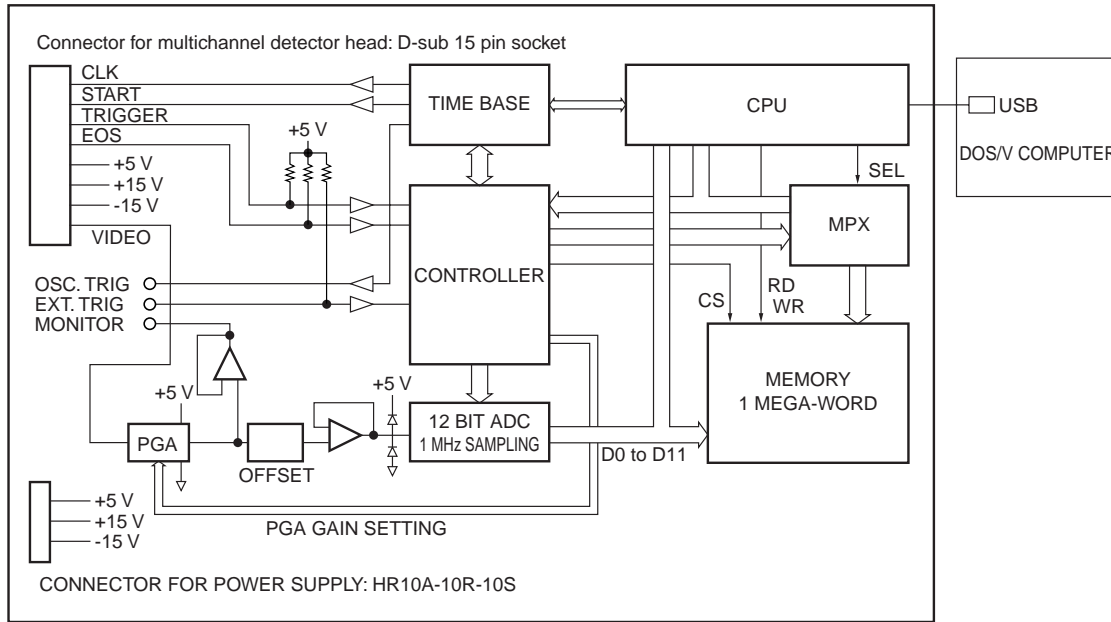 Connector for multichannel detector head: D-sub 15 pin socket
CLK
START
TRIGGER
EOS
+5 V
+15 V
-15 V
VIDEO
+5 V
TIME BASE
CPU
USB
DOS/V COMPUTER
SEL
MPX
OSC. TRIG
EXT. TRIG
MONITOR
CONTROLLER
CS
RD
WR
MEMORY
1 MEGA-WORD
+5 V
PGA
OFFSET
+5 V
12 BIT ADC
1 MHz SAMPLING
D0 to D11
PGA GAIN SETTING
+5 V
+15 V
-15 V
CONNECTOR FOR POWER SUPPLY: HR10A-10R-10S